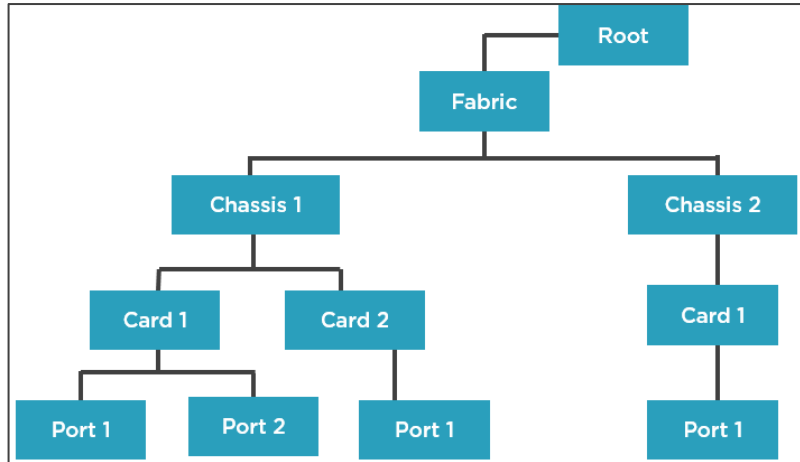 Root
Fabric
Chassis 1
Chassis 2
Card 1
Card 2
Card 1
Port 1
Port 2
Port 1
Port 1